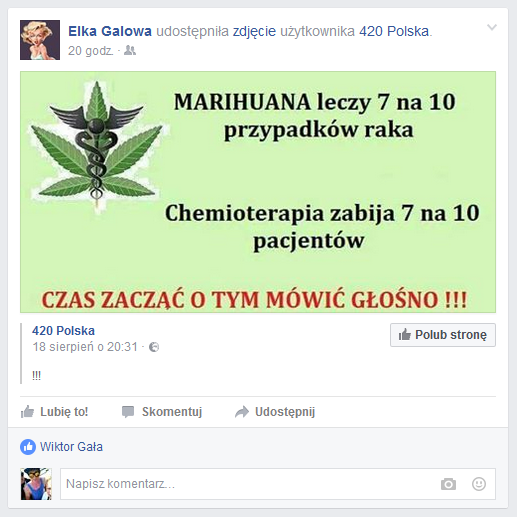 Elka Galowa udostępniła zdjęcie użytkownika 420 Polska.
20 godz. ·
MARIHUANA leczy 7 na 10
przypadków raka
Chemioterapia zabija 7 na 10
pacjentów
CZAS ZACZĄĆ O TYM MÓWIĆ GŁOŚNO !!!
420 Polska
18 sierpień o 20:31 ·
Polub stronę
!!!
Lubię to! Skomentuj Udostępnij
Wiktor Gała
Napisz komentarz...